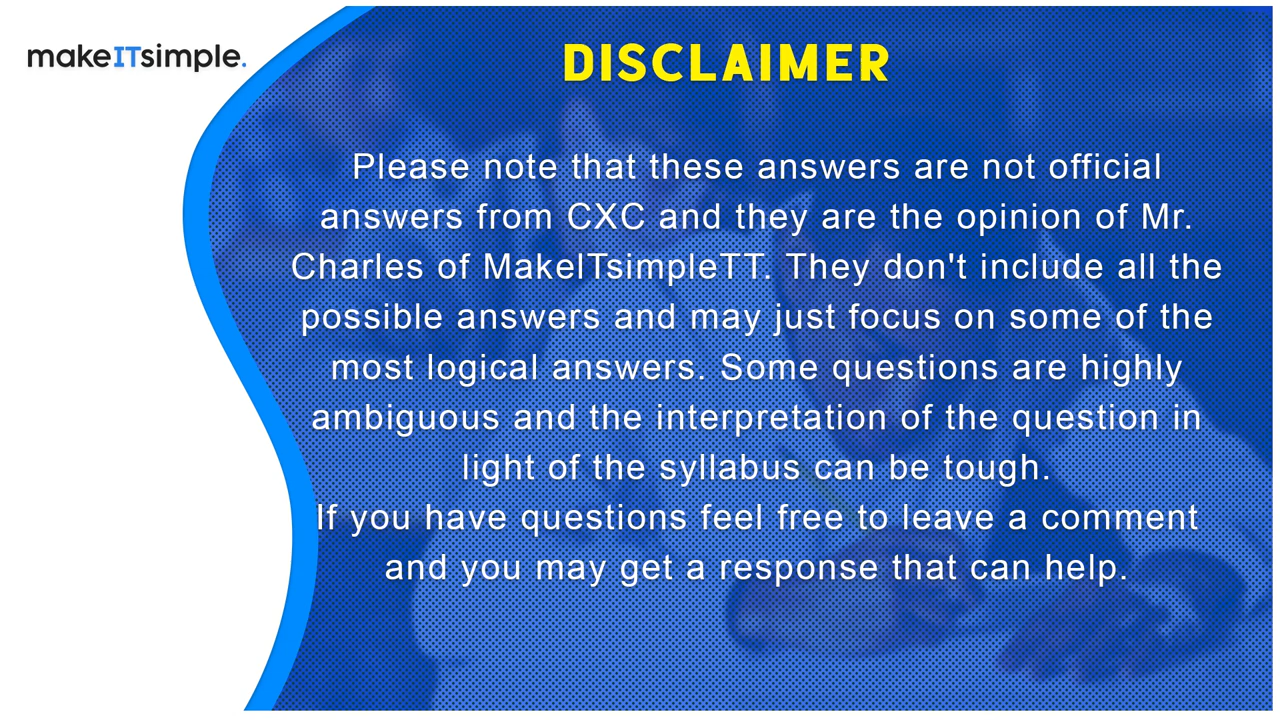 makeITsimple.
DISCLAIMER
Please note that these answers are not official
answers from CXC and they are the opinion of Mr.
Charles of MakeITsimpleTT. They don't include all the
possible answers and may just focus on some of the
most logical answers. Some questions are highly
ambiguous and the interpretation of the question in
light of the syllabus can be tough.
If you have questions feel free to leave a comment
and you may get a response that can help.